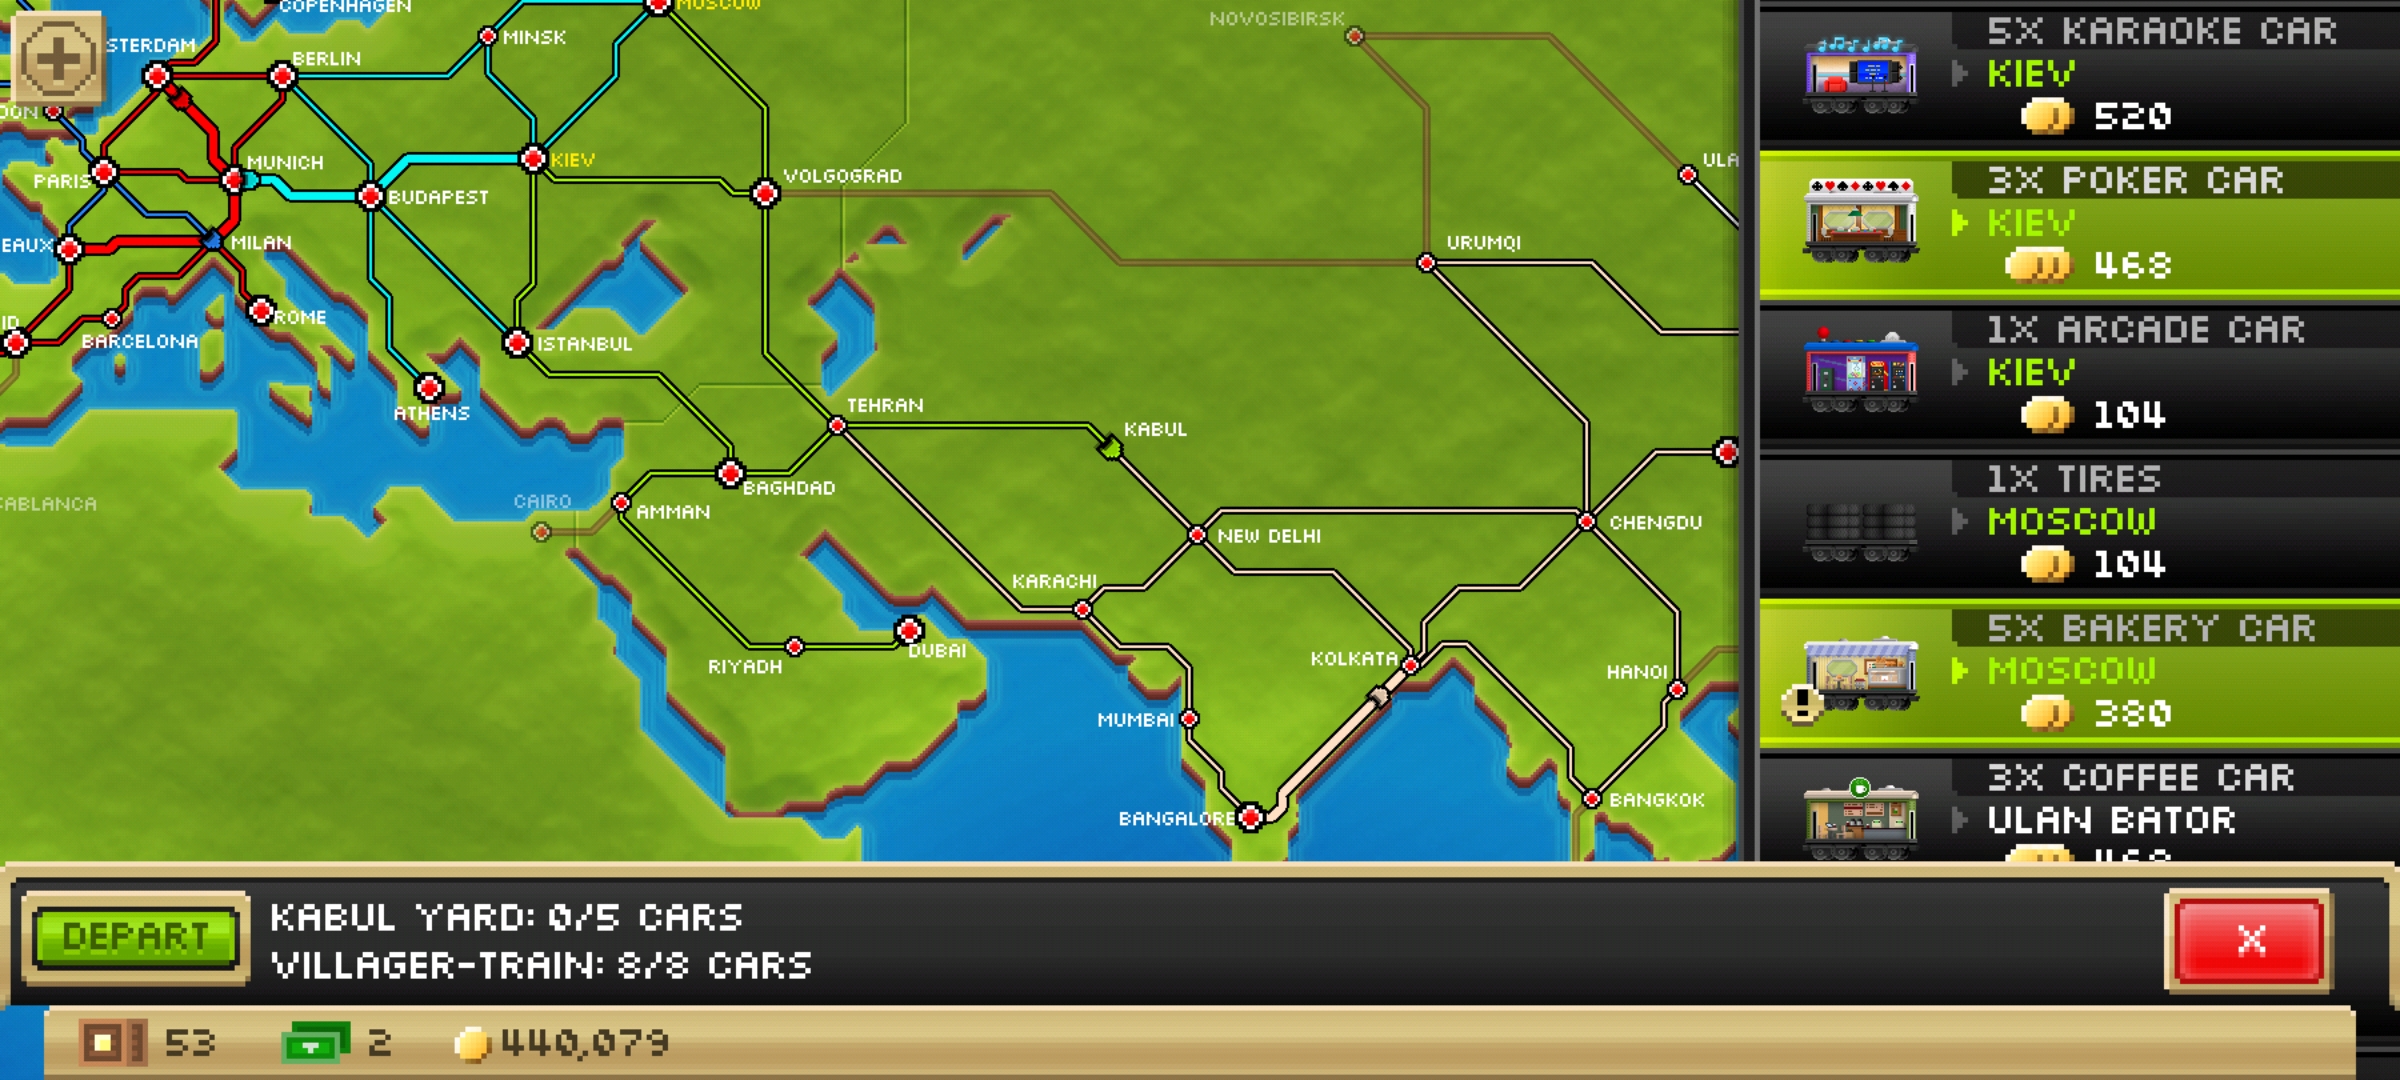 COPENHAGEN
MOSCOW
NOVOSIBIRSK
MINSK
STERDAM
BERLIN
DON
KIEV
ULA
MUNICH
PARIS
VOLGOGRAD
BUDAPEST
EAUX
MILAN
URUMQI
ID
ROME
BARCELONA
ISTANBUL
ATHENS
TEHRAN
KABUL
BAGHDAD
CAIRO
ABLANCA
AMMAN
CHENGDU
NEW DELHI
KARACHI
DUBAI
RIYADH
KOLKATA
HANOI
MUMBAI
BANGKOK
BANGALORE
5X KARAOKE CAR
KIEV
520
3X POKER CAR
KIEV
468
1X ARCADE CAR
KIEV
104
1X TIRES
MOSCOW
104
5X BAKERY CAR
MOSCOW
380
3X COFFEE CAR
ULAN BATOR
DEPART
KABUL YARD: 0/5 CARS
VILLAGER-TRAIN: 8/8 CARS
X
53
2
440,079